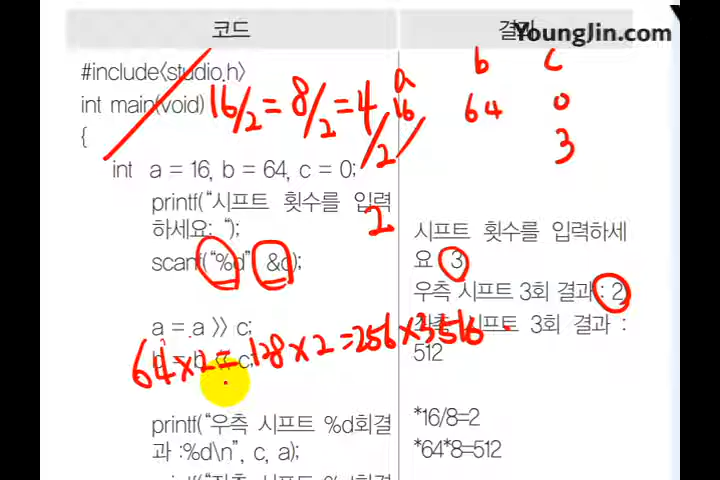 코드
결과
YoungJin.com
#include<studio.h>
int main(void)
{
int a = 16, b = 64, c = 0;
printf("시프트 횟수를 입력
하세요: ");
scanf("%d" &c);
a = a >> c;
b = b << c;
printf("우측 시프트 %d회결
과 :%d\n", c, a);
시프트 횟수를 입력하세
요 3
우측 시프트 3회 결과 : 2
좌측 시프트 3회 결과 :
512
*16/8=2
*64*8=512
16/2 = 8/2 = 4
/2/
2
a b c
16 64 0
3
64×2=128×2=256×